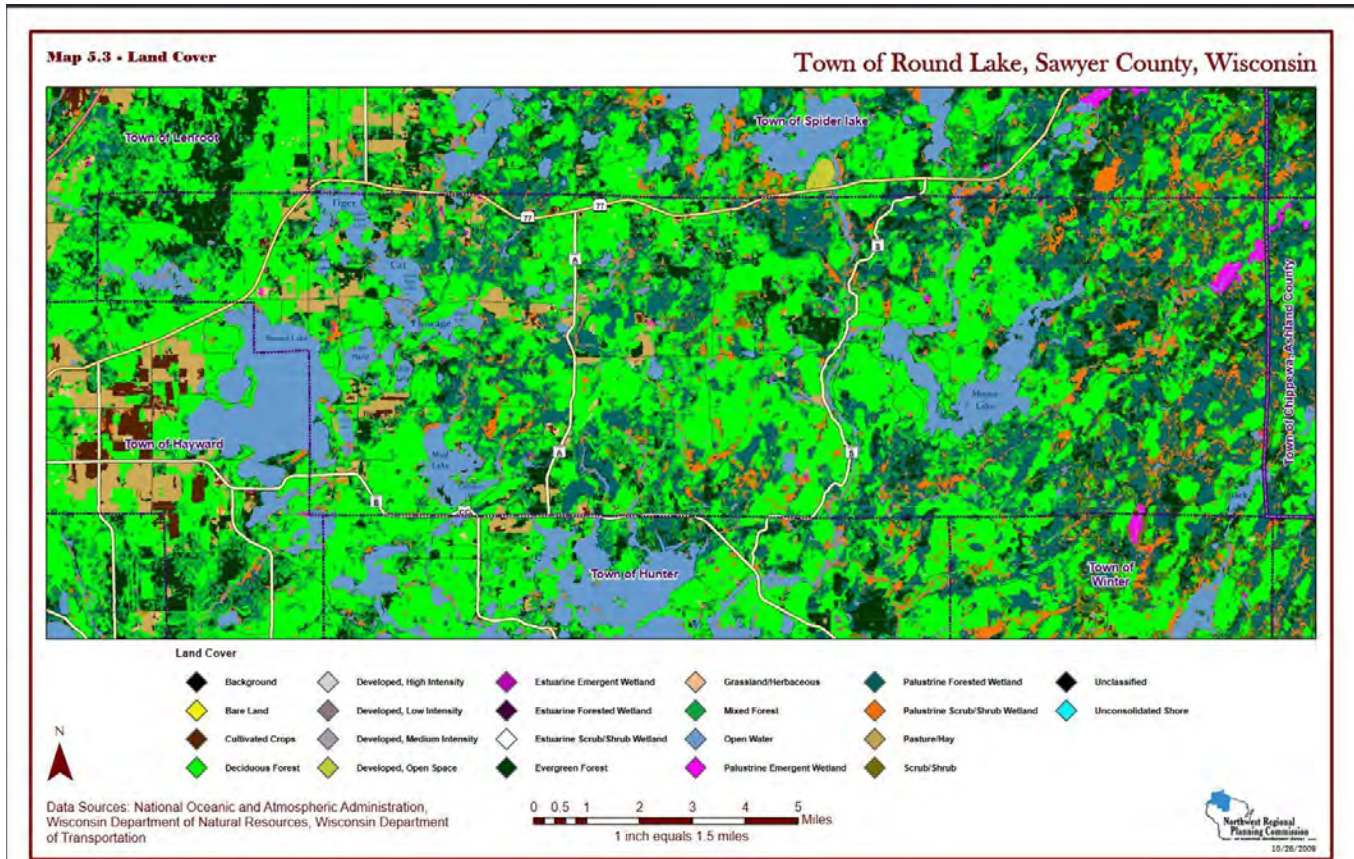 Map 5.3 - Land Cover
Town of Round Lake, Sawyer County, Wisconsin
Town of Lenroot
Town of Spider lake
Tiger
77
77
Cat
A
B
Flowage
Round Lake
Moose
Lake
Town of Chippewa, Ashland County
Town of Hayward
Mud
Lake
A
B
B
CC
Town of Hunter
Town of
Winter
Land Cover
Background
Bare Land
Cultivated Crops
Deciduous Forest
Developed, High Intensity
Developed, Low Intensity
Developed, Medium Intensity
Developed, Open Space
Estuarine Emergent Wetland
Estuarine Forested Wetland
Estuarine Scrub/Shrub Wetland
Evergreen Forest
Grassland/Herbaceous
Mixed Forest
Open Water
Palustrine Emergent Wetland
Palustrine Forested Wetland
Palustrine Scrub/Shrub Wetland
Pasture/Hay
Scrub/Shrub
Unclassified
Unconsolidated Shore
N
Data Sources: National Oceanic and Atmospheric Administration,
Wisconsin Department of Natural Resources, Wisconsin Department
of Transportation
0 0.5 1 2 3 4 5
Miles
1 inch equals 1.5 miles
Northwest Regional
Planning Commission
10/26/2009